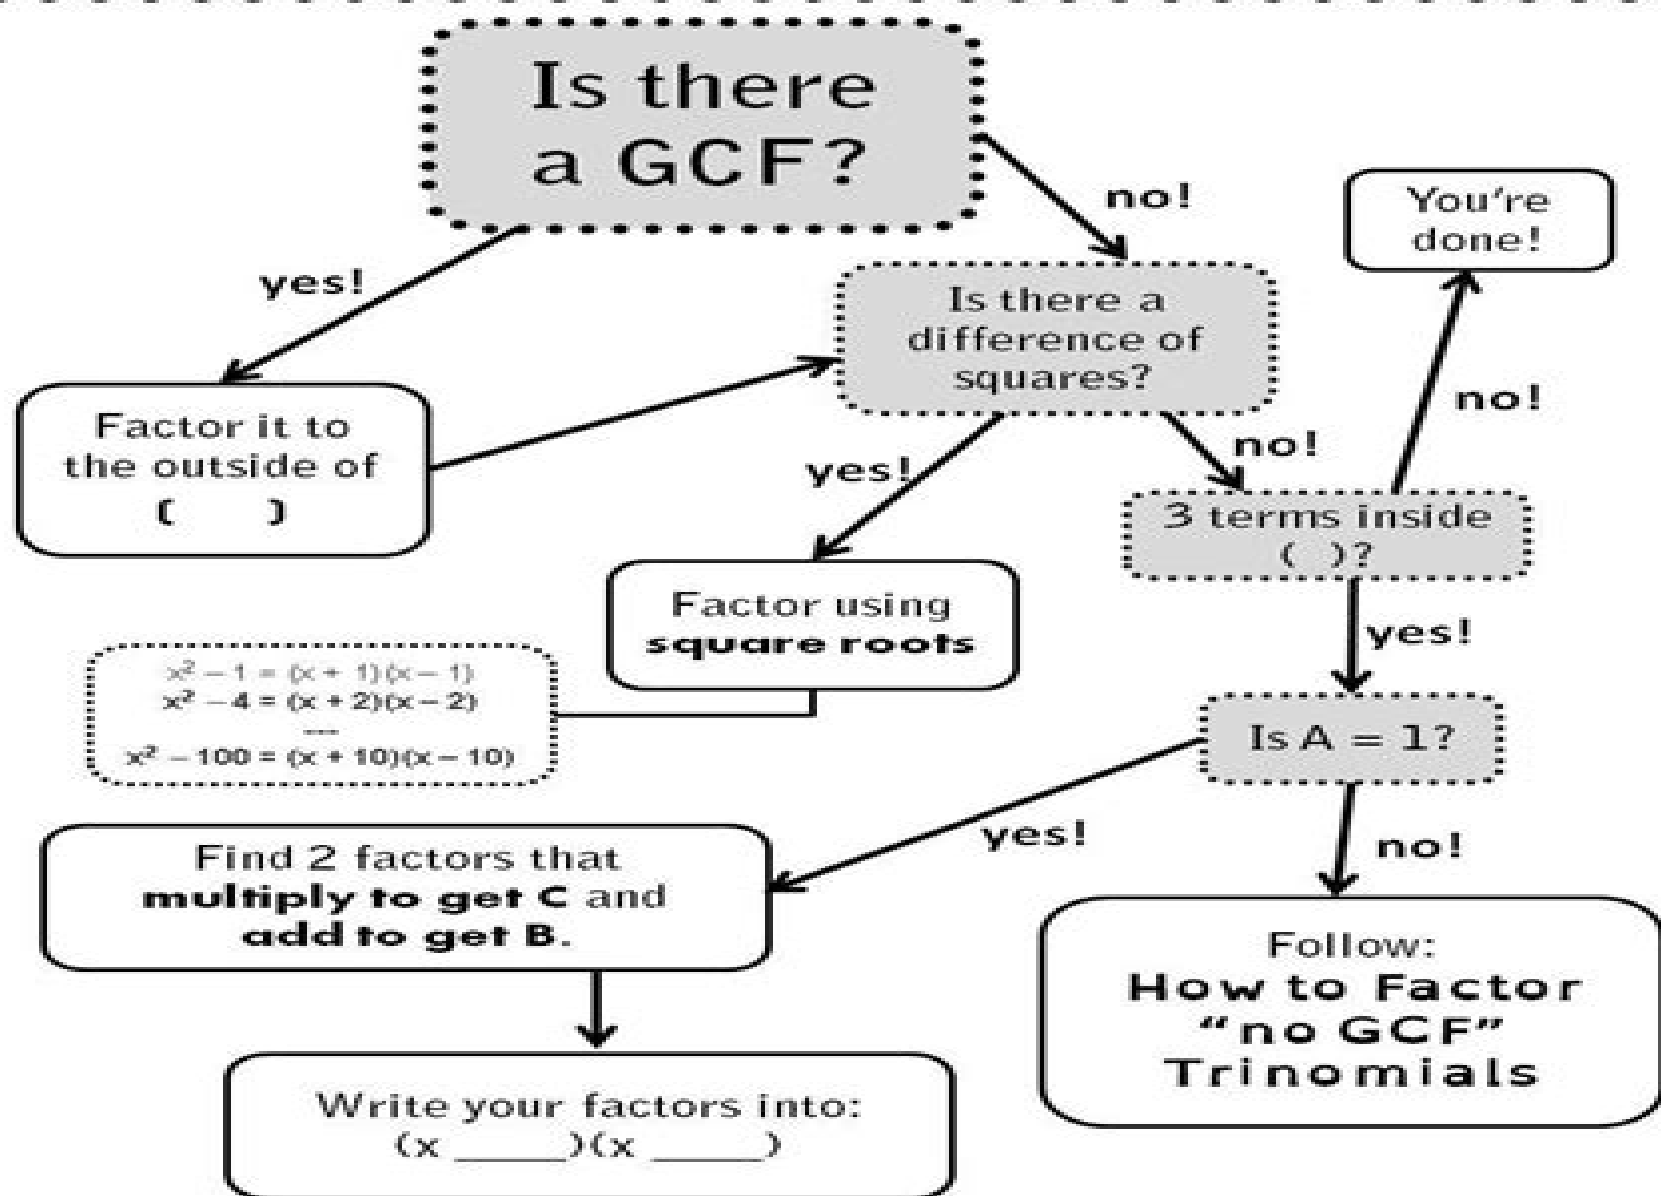 Is there
a GCF?
no!
You're
done!
yes!
Is there a
difference of
squares?
no!
Factor it to
the outside of
(     )
yes!
no!
3 terms inside
(  )?
Factor using
square roots
yes!
x² – 1 = (x + 1)(x – 1)
x² – 4 = (x + 2)(x – 2)
...
x² – 100 = (x + 10)(x – 10)
Is A = 1?
yes!
no!
Find 2 factors that
multiply to get C and
add to get B.
Follow:
How to Factor
“no GCF”
Trinomials
Write your factors into:
(x _____)(x _____)